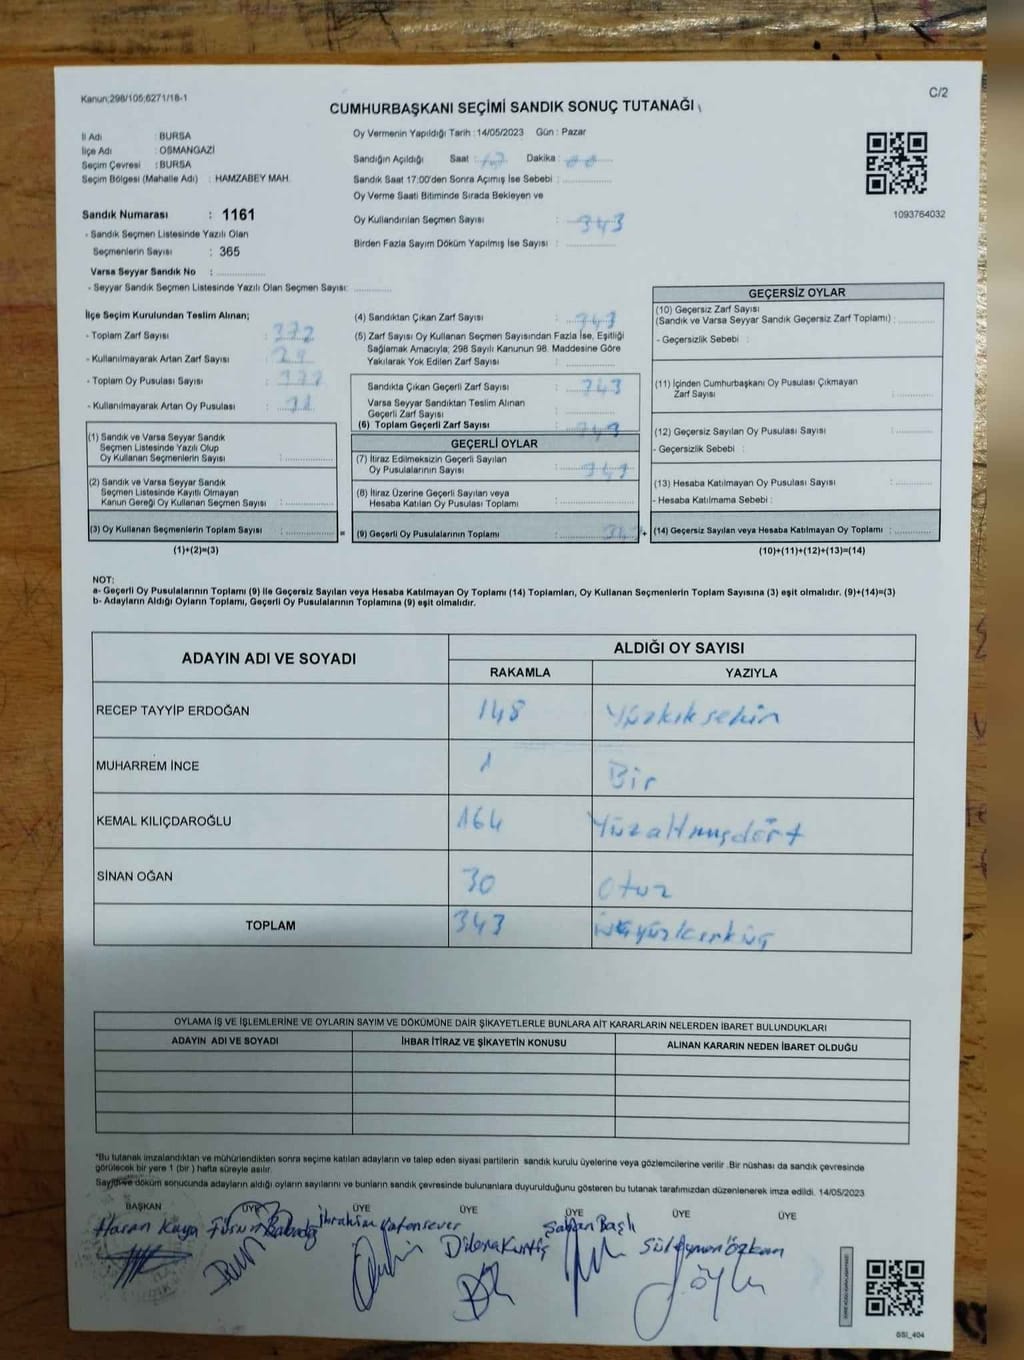 Kanun:298/105;6271/18-1
C/2
CUMHURBAŞKANI SEÇİMİ SANDIK SONUÇ TUTANAĞI
İl Adı : BURSA
İlçe Adı : OSMANGAZİ
Seçim Çevresi : BURSA
Seçim Bölgesi (Mahalle Adı) : HAMZABEY MAH.
Sandık Numarası : 1161
- Sandık Seçmen Listesinde Yazılı Olan
Seçmenlerin Sayısı : 365
Varsa Seyyar Sandık No :
- Seyyar Sandık Seçmen Listesinde Yazılı Olan Seçmen Sayısı:
Oy Vermenin Yapıldığı Tarih :14/05/2023 Gün : Pazar
Sandığın Açıldığı Saat : 17 Dakika : 00
Sandık Saat 17:00'den Sonra Açımış İse Sebebi :
Oy Verme Saati Bitiminde Sırada Bekleyen ve
Oy Kullandırılan Seçmen Sayısı : 343
Birden Fazla Sayım Döküm Yapılmış İse Sayısı :
1093764032
İlçe Seçim Kurulundan Teslim Alınan;
- Toplam Zarf Sayısı : 372
- Kullanılmayarak Artan Zarf Sayısı : 29
- Toplam Oy Pusulası Sayısı :
- Kullanılmayarak Artan Oy Pusulası :
(1) Sandık ve Varsa Seyyar Sandık
Seçmen Listesinde Yazılı Olup
Oy Kullanan Seçmenlerin Sayısı :
(2) Sandık ve Varsa Seyyar Sandık
Seçmen Listesinde Kayıtlı Olmayan
Kanun Gereği Oy Kullanan Seçmen Sayısı :
(3) Oy Kullanan Seçmenlerin Toplam Sayısı :
=
(1)+(2)=(3)
(4) Sandıktan Çıkan Zarf Sayısı : 343
(5) Zarf Sayısı Oy Kullanan Seçmen Sayısından Fazla İse, Eşitliği
Sağlamak Amacıyla; 298 Sayılı Kanunun 98. Maddesine Göre
Yakılarak Yok Edilen Zarf Sayısı :
Sandıkta Çıkan Geçerli Zarf Sayısı : 343
Varsa Seyyar Sandıktan Teslim Alınan
Geçerli Zarf Sayısı :
(6) Toplam Geçerli Zarf Sayısı : 343
GEÇERLİ OYLAR
(7) İtiraz Edilmeksizin Geçerli Sayılan
Oy Pusulalarının Sayısı : 343
(8) İtiraz Üzerine Geçerli Sayılan veya
Hesaba Katılan Oy Pusulası Toplamı :
(9) Geçerli Oy Pusulalarının Toplamı :
+
GEÇERSİZ OYLAR
(10) Geçersiz Zarf Sayısı
(Sandık ve Varsa Seyyar Sandık Geçersiz Zarf Toplamı) :
- Geçersizlik Sebebi :
(11) İçinden Cumhurbaşkanı Oy Pusulası Çıkmayan
Zarf Sayısı :
(12) Geçersiz Sayılan Oy Pusulası Sayısı :
- Geçersizlik Sebebi :
(13) Hesaba Katılmayan Oy Pusulası Sayısı :
- Hesaba Katılmama Sebebi :
(14) Geçersiz Sayılan veya Hesaba Katılmayan Oy Toplamı :
(10)+(11)+(12)+(13)=(14)
NOT:
a- Geçerli Oy Pusulalarının Toplamı (9) ile Geçersiz Sayılan veya Hesaba Katılmayan Oy Toplamı (14) Toplamları, Oy Kullanan Seçmenlerin Toplam Sayısına (3) eşit olmalıdır. (9)+(14)=(3)
b- Adayların Aldığı Oyların Toplamı, Geçerli Oy Pusulalarının Toplamına (9) eşit olmalıdır.
ADAYIN ADI VE SOYADI
ALDIĞI OY SAYISI
RAKAMLA YAZIYLA
RECEP TAYYİP ERDOĞAN 148 Yüzkıksekin
MUHARREM İNCE 1 Bir
KEMAL KILIÇDAROĞLU 164 Yüzaltmışdört
SİNAN OĞAN 30 Otuz
TOPLAM 343 üçyüzkırküç
OYLAMA İŞ VE İŞLEMLERİNE VE OYLARIN SAYIM VE DÖKÜMÜNE DAİR ŞİKAYETLERLE BUNLARA AİT KARARLARIN NELERDEN İBARET BULUNDUKLARI
ADAYIN ADI VE SOYADI İHBAR İTİRAZ VE ŞİKAYETİN KONUSU ALINAN KARARIN NEDEN İBARET OLDUĞU
*Bu tutanak imzalandıktan ve mühürlendikten sonra seçime katılan adayların ve talep eden siyasi partilerin sandık kurulu üyelerine veya gözlemcilerine verilir. Bir nüshası da sandık çevresinde
görülecek bir yere 1 (bir ) hafta süreyle asılır.
Sayım ve döküm sonucunda adayların aldığı oyların sayılarını ve bunların sandık çevresinde bulunanlara duyurulduğunu gösteren bu tutanak tarafımızdan düzenlenerek imza edildi. 14/05/2023
BAŞKAN ÜYE ÜYE ÜYE ÜYE ÜYE ÜYE
Hasan Kaya Füsun İbrahim Katensever Dilara Kurtiş Şaban Başlı Süleyman Özkan
SSI_404